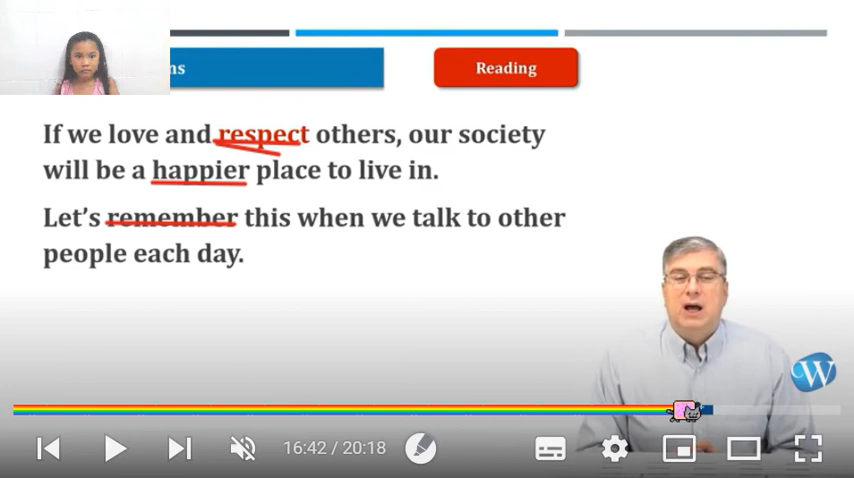 ns
Reading
If we love and respect others, our society
will be a happier place to live in.
Let's remember this when we talk to other
people each day.
W
16:42 / 20:18